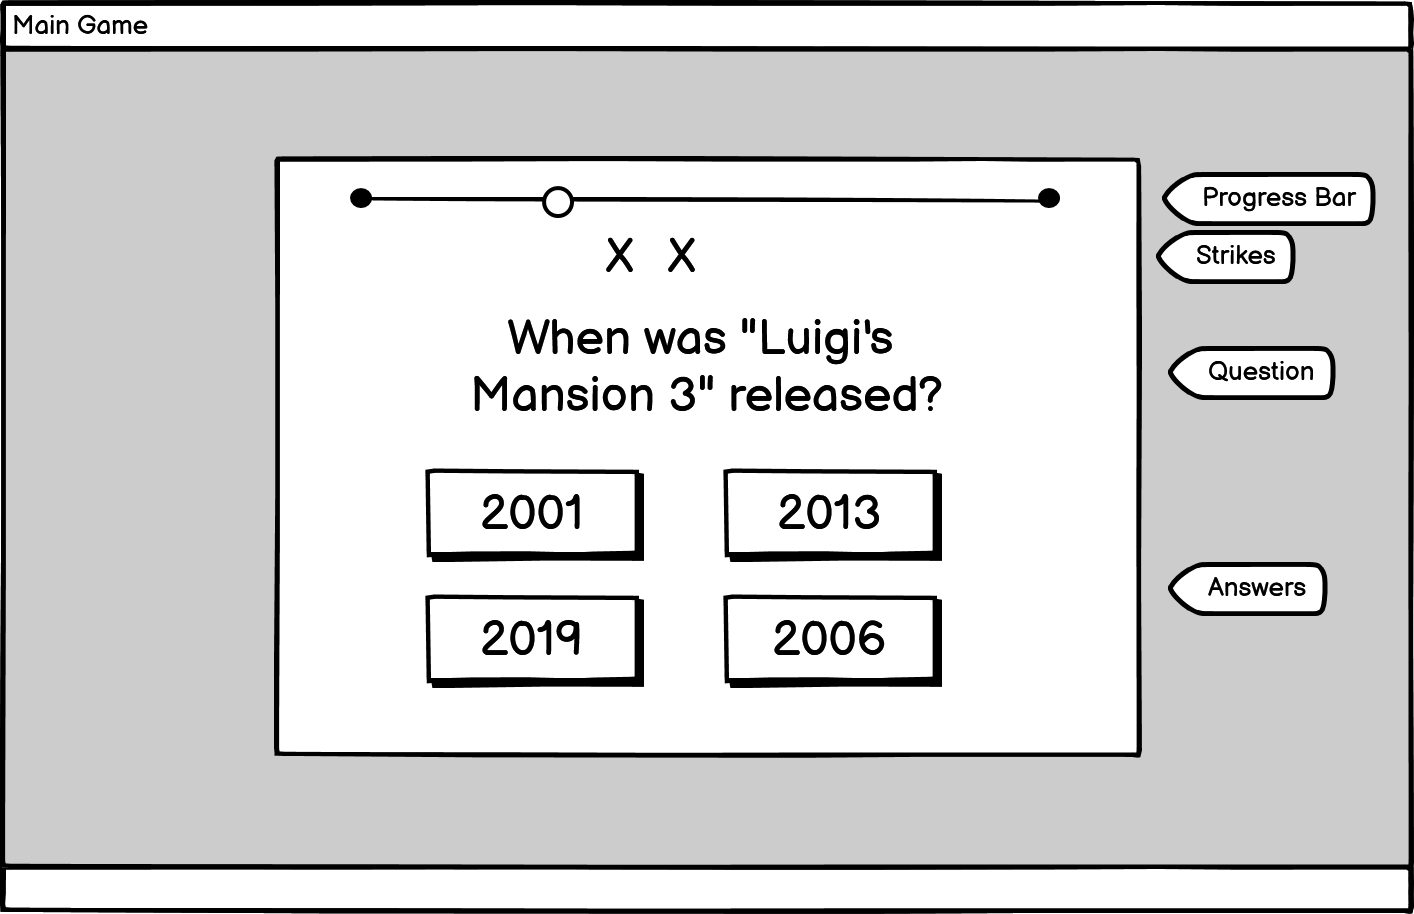 Main Game
Progress Bar
X X
Strikes
When was "Luigi's
Mansion 3" released?
Question
2001 2013
Answers
2019 2006